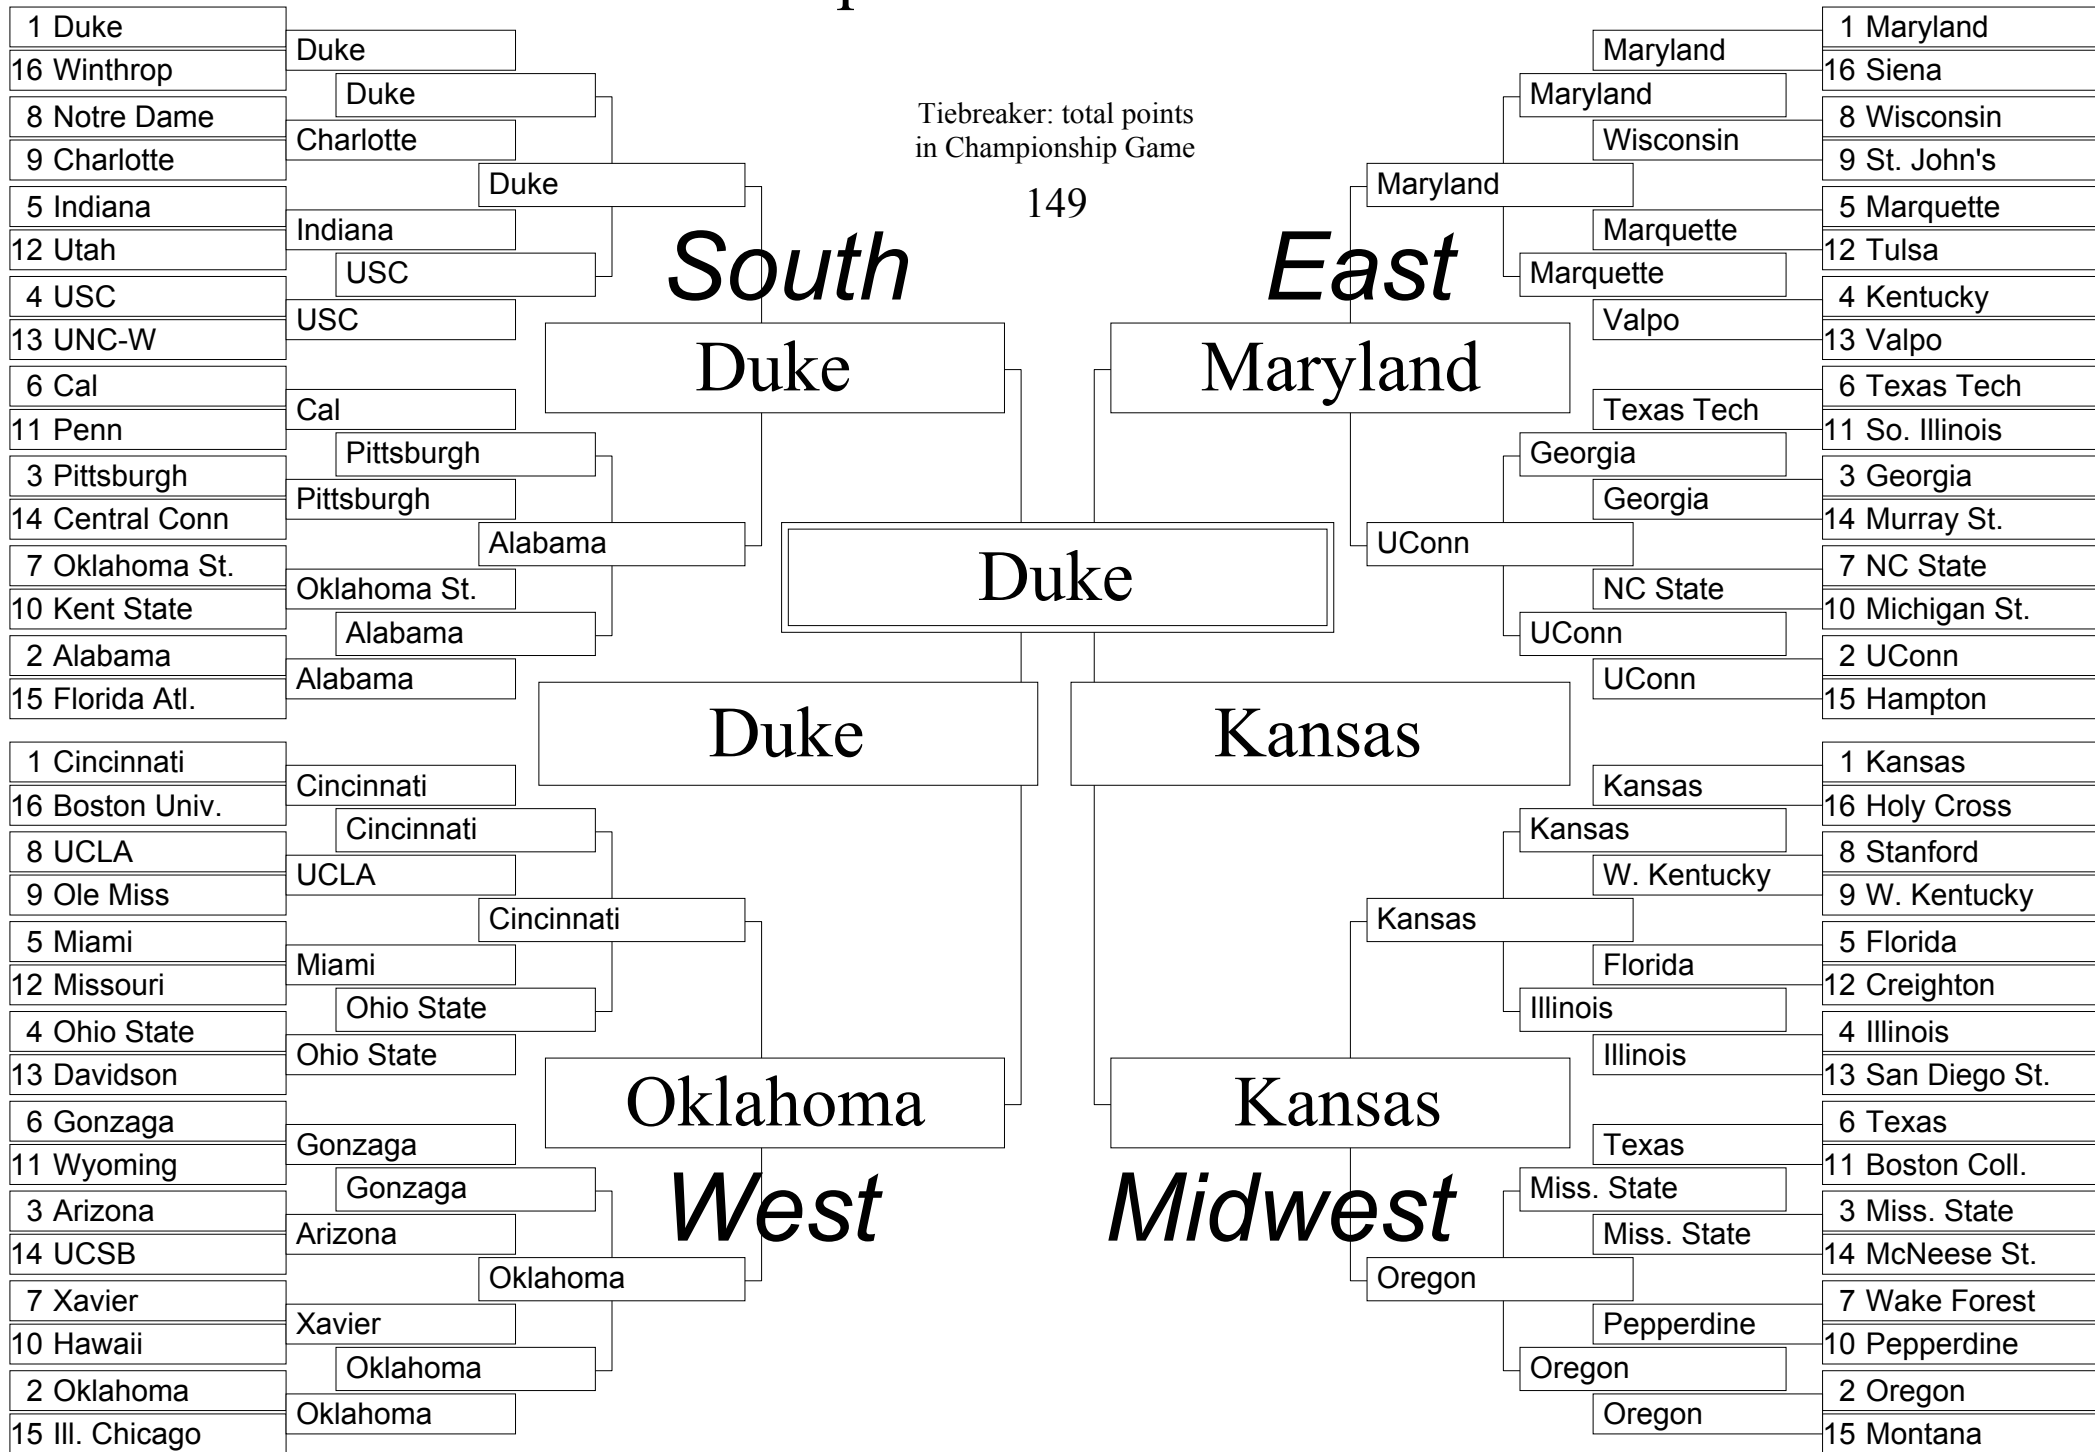 1 Duke
16 Winthrop
8 Notre Dame
9 Charlotte
5 Indiana
12 Utah
4 USC
13 UNC-W
6 Cal
11 Penn
3 Pittsburgh
14 Central Conn
7 Oklahoma St.
10 Kent State
2 Alabama
15 Florida Atl.
Duke
Charlotte
Indiana
USC
Cal
Pittsburgh
Oklahoma St.
Alabama
Duke
USC
Pittsburgh
Alabama
Duke
Alabama
South
Duke
1 Cincinnati
16 Boston Univ.
8 UCLA
9 Ole Miss
5 Miami
12 Missouri
4 Ohio State
13 Davidson
6 Gonzaga
11 Wyoming
3 Arizona
14 UCSB
7 Xavier
10 Hawaii
2 Oklahoma
15 Ill. Chicago
Cincinnati
UCLA
Miami
Ohio State
Gonzaga
Arizona
Xavier
Oklahoma
Cincinnati
Ohio State
Gonzaga
Oklahoma
Cincinnati
Oklahoma
Oklahoma
West
Tiebreaker: total points
in Championship Game
149
Duke
Duke
Kansas
East
Maryland
Maryland
UConn
Maryland
Marquette
Georgia
UConn
Maryland
Wisconsin
Marquette
Valpo
Texas Tech
Georgia
NC State
UConn
1 Maryland
16 Siena
8 Wisconsin
9 St. John's
5 Marquette
12 Tulsa
4 Kentucky
13 Valpo
6 Texas Tech
11 So. Illinois
3 Georgia
14 Murray St.
7 NC State
10 Michigan St.
2 UConn
15 Hampton
Kansas
Midwest
Kansas
Oregon
Kansas
Illinois
Miss. State
Oregon
Kansas
W. Kentucky
Florida
Illinois
Texas
Miss. State
Pepperdine
Oregon
1 Kansas
16 Holy Cross
8 Stanford
9 W. Kentucky
5 Florida
12 Creighton
4 Illinois
13 San Diego St.
6 Texas
11 Boston Coll.
3 Miss. State
14 McNeese St.
7 Wake Forest
10 Pepperdine
2 Oregon
15 Montana